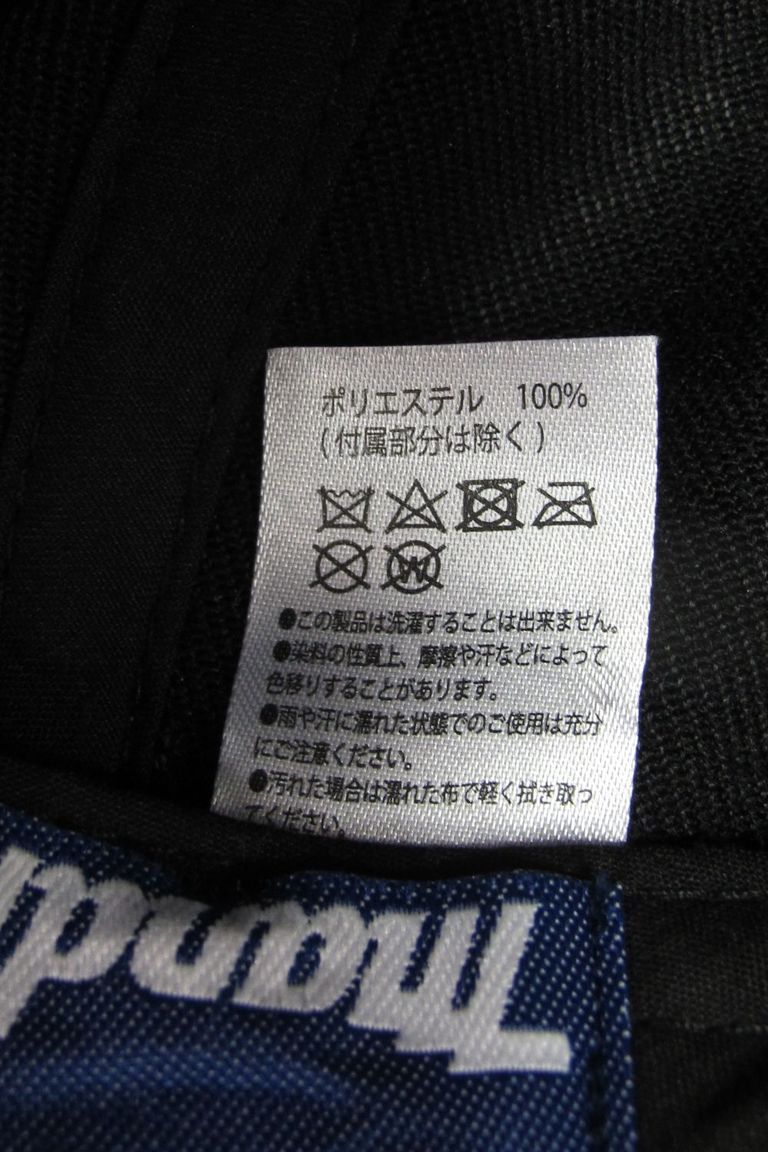 ポリエステル 100%
(付属部分は除く)
W
●この製品は洗濯することは出来ません。
●染料の性質上、摩擦や汗などによって
色移りすることがあります。
●雨や汗に濡れた状態でのご使用は充分
にご注意ください。
●汚れた場合は濡れた布で軽く拭き取っ
てください。